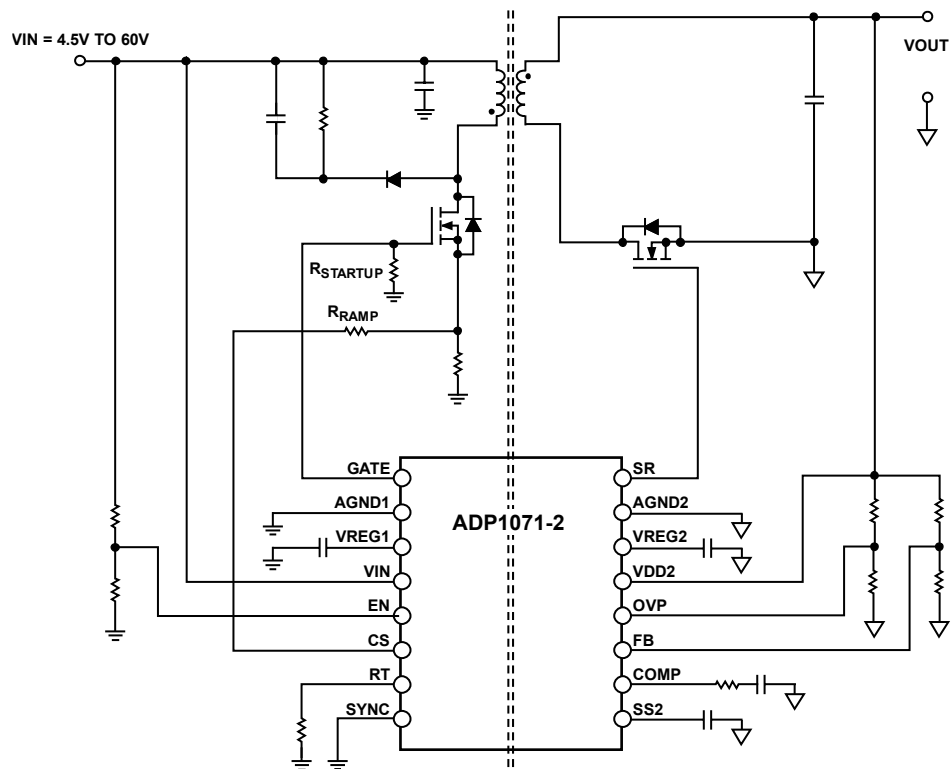 VIN = 4.5V TO 60V
VOUT
RSTARTUP
RRAMP
GATE
AGND1
VREG1
VIN
EN
CS
RT
SYNC
ADP1071-2
SR
AGND2
VREG2
VDD2
OVP
FB
COMP
SS2